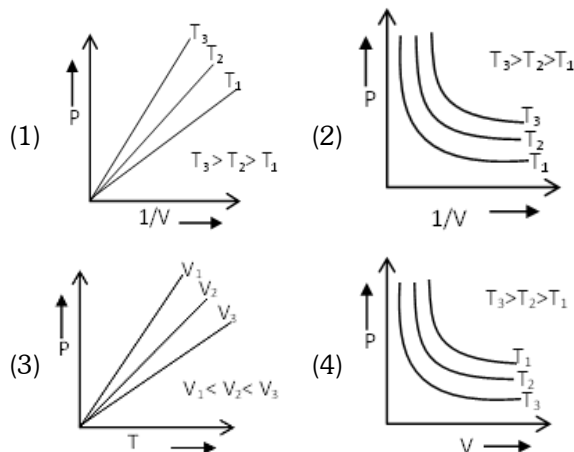 (1)
P
T₃
T₂
T₁
T₃ > T₂ > T₁
1/V
(2)
P
T₃>T₂>T₁
T₃
T₂
T₁
1/V
(3)
P
V₁
V₂
V₃
V₁ < V₂ < V₃
T
(4)
P
T₃>T₂>T₁
T₁
T₂
T₃
V